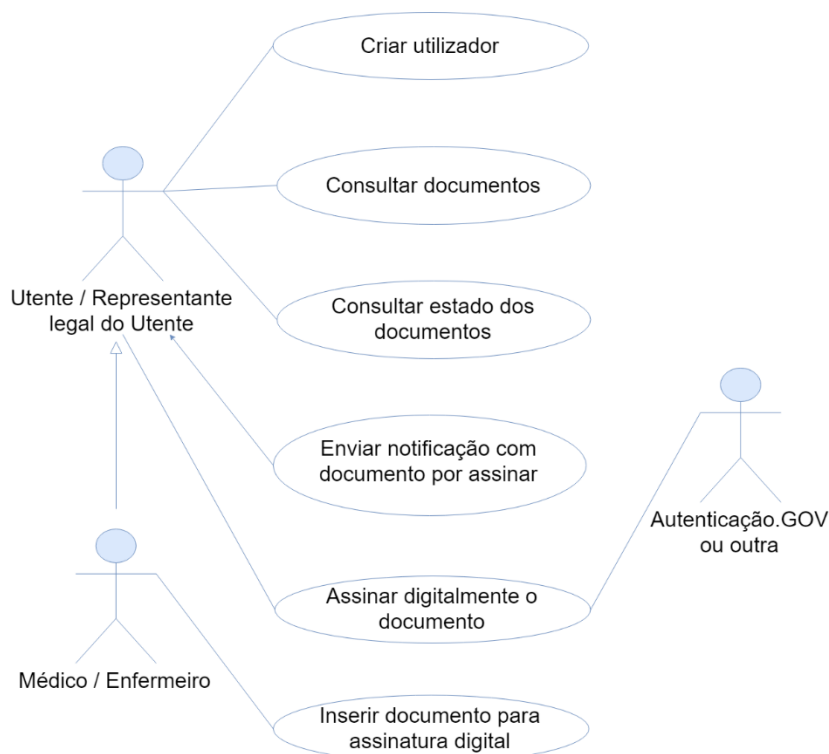 Criar utilizador
Consultar documentos
Utente / Representante
legal do Utente
Consultar estado dos
documentos
Enviar notificação com
documento por assinar
Autenticação.GOV
ou outra
Assinar digitalmente o
documento
Médico / Enfermeiro
Inserir documento para
assinatura digital